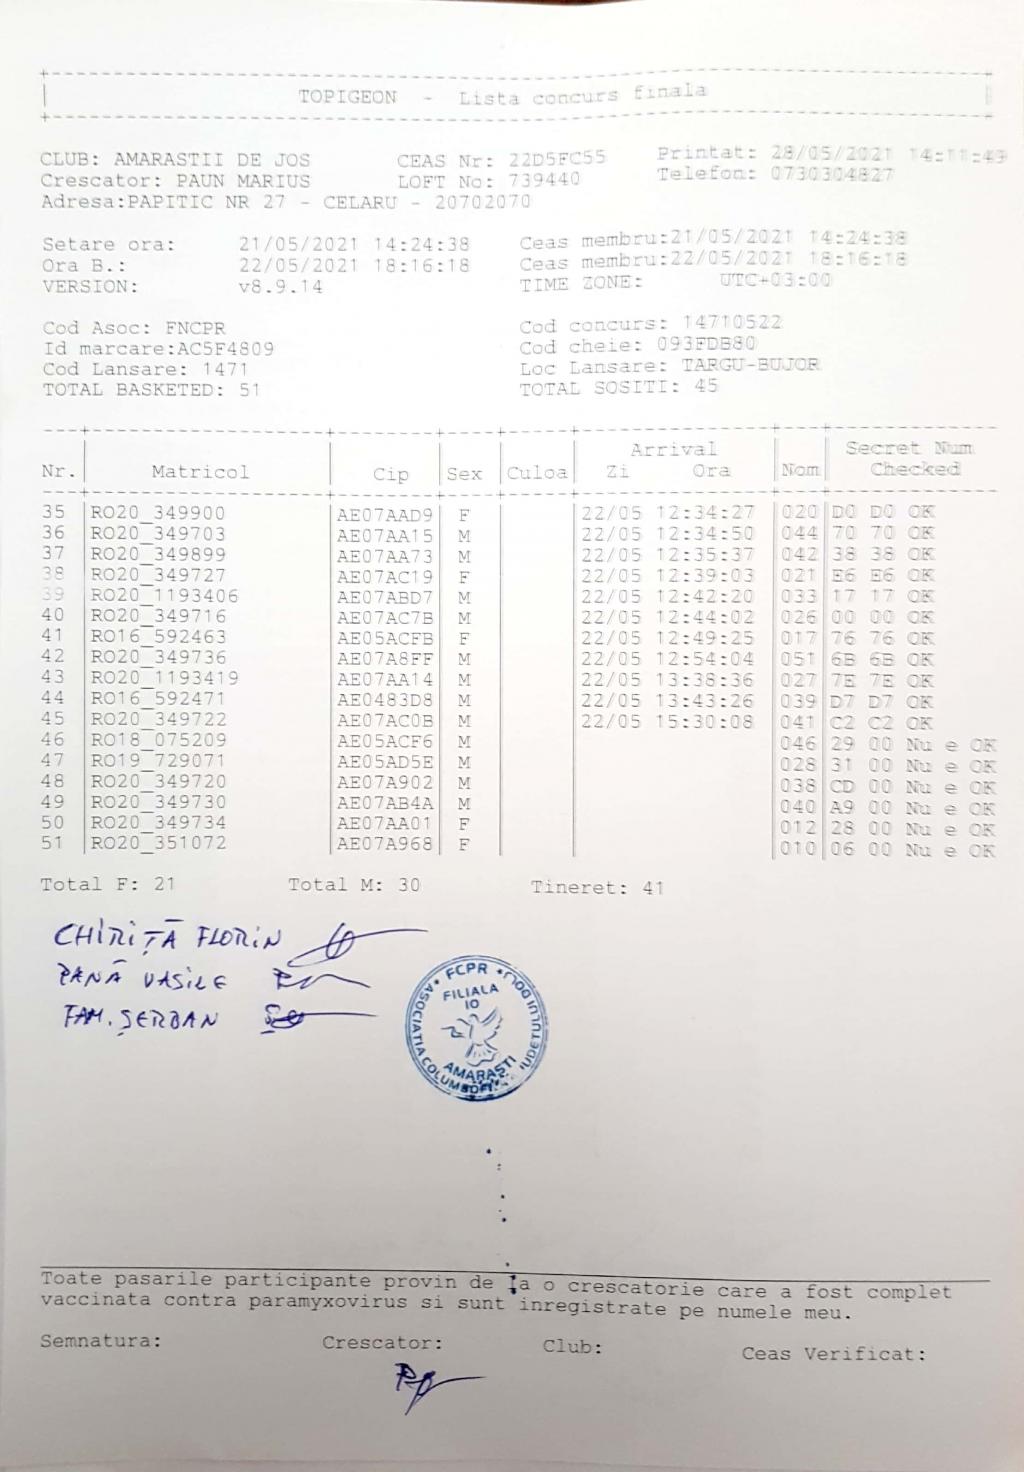 TOPIGEON - Lista concurs finala
CLUB: AMARASTII DE JOS CEAS Nr: 22D5FC55 Printat: 28/05/2021 14:11:49
Crescator: PAUN MARIUS LOFT No: 739440 Telefon: 0730304827
Adresa:PAPITIC NR 27 - CELARU - 20702070
Setare ora: 21/05/2021 14:24:38 Ceas membru:21/05/2021 14:24:38
Ora B.: 22/05/2021 18:16:18 Ceas membru:22/05/2021 18:16:18
VERSION: v8.9.14 TIME ZONE: UTC+03:00
Cod Asoc: FNCPR Cod concurs: 14710522
Id marcare:AC5F4809 Cod cheie: 093FDB80
Cod Lansare: 1471 Loc Lansare: TARGU-BUJOR
TOTAL BASKETED: 51 TOTAL SOSITI: 45
Arrival Secret Num
Nr. Matricol Cip Sex Culoa Zi Ora Nom Checked
35 RO20_349900 AE07AAD9 F 22/05 12:34:27 020 D0 D0 OK
36 RO20_349703 AE07AA15 M 22/05 12:34:50 044 70 70 OK
37 RO20_349899 AE07AA73 M 22/05 12:35:37 042 38 38 OK
38 RO20_349727 AE07AC19 F 22/05 12:39:03 021 E6 E6 OK
39 RO20_1193406 AE07ABD7 M 22/05 12:42:20 033 17 17 OK
40 RO20_349716 AE07AC7B M 22/05 12:44:02 026 00 00 OK
41 RO16_592463 AE05ACFB F 22/05 12:49:25 017 76 76 OK
42 RO20_349736 AE07A8FF M 22/05 12:54:04 051 6B 6B OK
43 RO20_1193419 AE07AA14 M 22/05 13:38:36 027 7E 7E OK
44 RO16_592471 AE0483D8 M 22/05 13:43:26 039 D7 D7 OK
45 RO20_349722 AE07AC0B M 22/05 15:30:08 041 C2 C2 OK
46 RO18_075209 AE05ACF6 M 046 29 00 Nu e OK
47 RO19_729071 AE05AD5E M 028 31 00 Nu e OK
48 RO20_349720 AE07A902 M 038 CD 00 Nu e OK
49 RO20_349730 AE07AB4A M 040 A9 00 Nu e OK
50 RO20_349734 AE07AA01 F 012 28 00 Nu e OK
51 RO20_351072 AE07A968 F 010 06 00 Nu e OK
Total F: 21 Total M: 30 Tineret: 41
CHIRIȚĂ FLORIN
PANĂ VASILE
FAM. ȘERBAN
FCPR
ASOCIATIA
JUDETULUI DOLJ
FILIALA
10
AMARASTI
Toate pasarile participante provin de la o crescatorie care a fost complet
vaccinata contra paramyxovirus si sunt inregistrate pe numele meu.
Semnatura: Crescator: Club: Ceas Verificat: